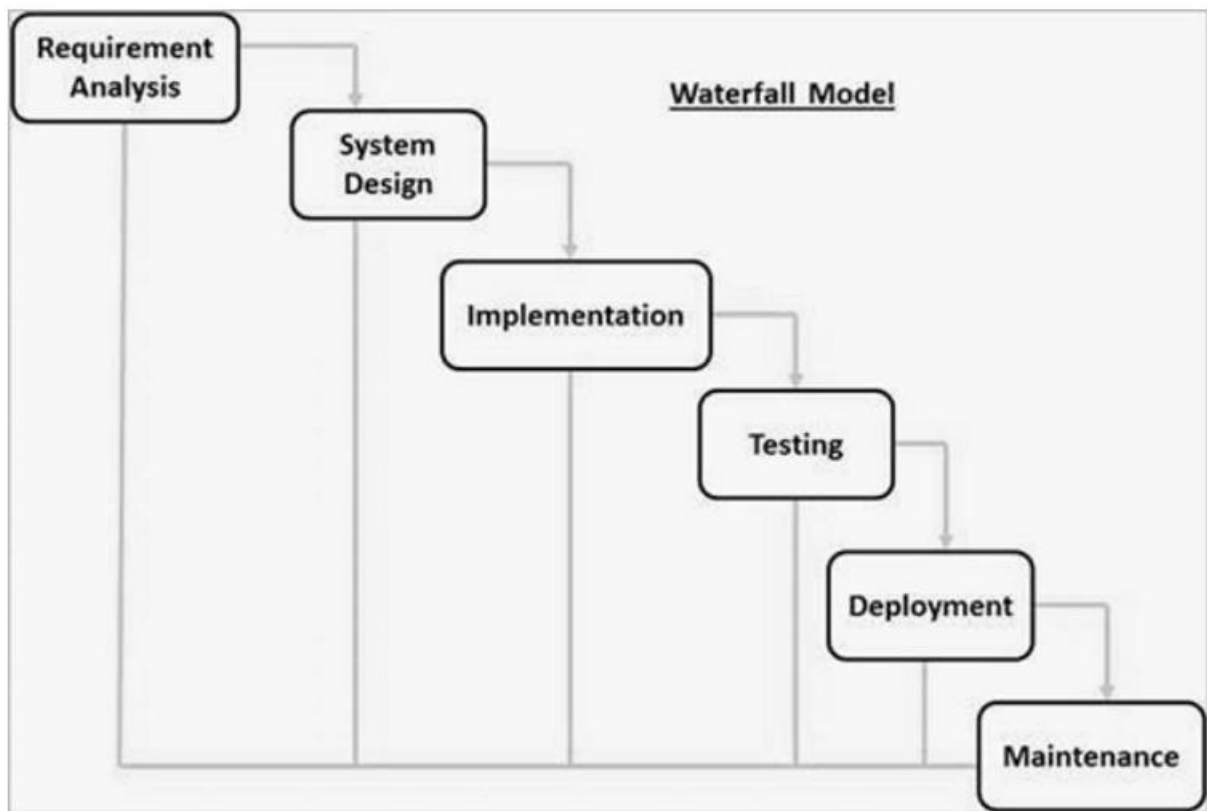 Requirement
Analysis
Waterfall Model
System
Design
Implementation
Testing
Deployment
Maintenance